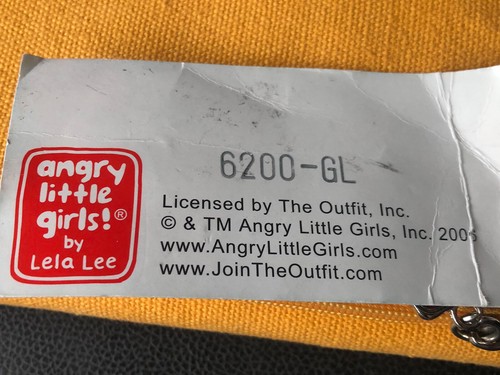 angry
little
girls!®
by
Lela Lee
6200-GL
Licensed by The Outfit, Inc.
© & TM Angry Little Girls, Inc.
www.AngryLittleGirls.com
www.JoinTheOutfit.com